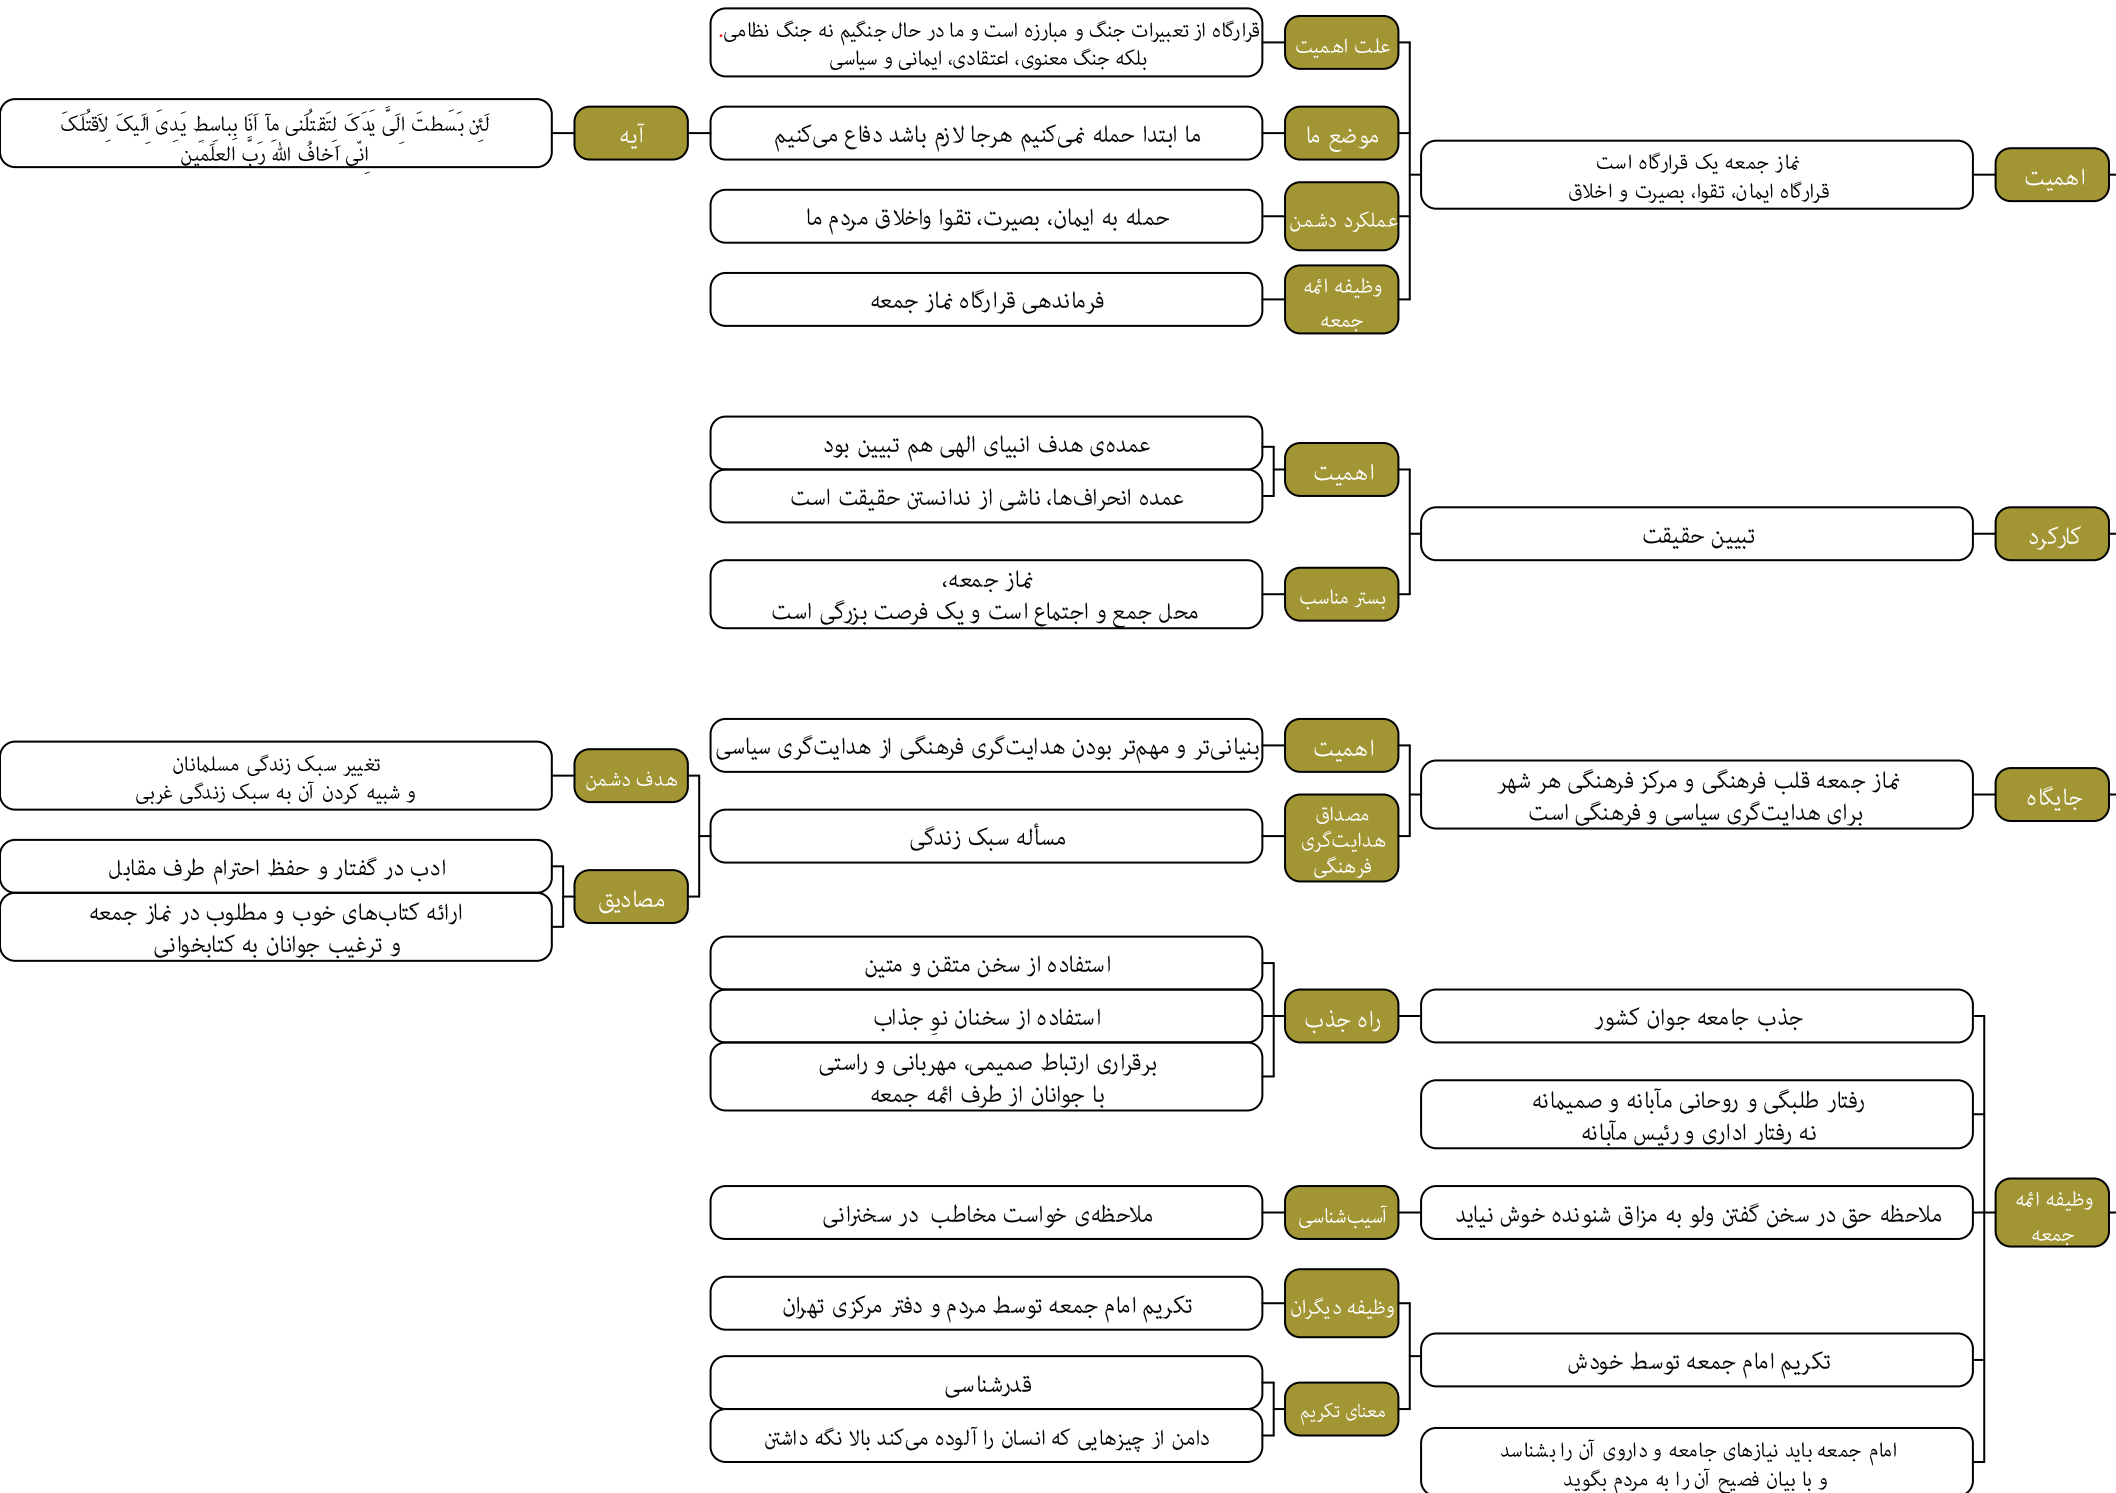 اهمیت
نماز جمعه یک قرارگاه است
قرارگاه ایمان، تقوا، بصیرت و اخلاق
علت اهمیت
قرارگاه از تعبیرات جنگ و مبارزه است و ما در حال جنگیم نه جنگ نظامی.
بلکه جنگ معنوی، اعتقادی، ایمانی و سیاسی
موضع ما
ما ابتدا حمله نمی‌کنیم هرجا لازم باشد دفاع می‌کنیم
آیه
لَئِن بَسَطتَ اِلَیَّ یَدَکَ لِتَقتُلَنی مآ اَنَا بِباسِطٍ یَدِیَ اِلَیکَ لِاَقتُلَکَ
اِنّی اَخافُ اللّٰهَ رَبَّ العٰلَمین
عملکرد دشمن
حمله به ایمان، بصیرت، تقوا واخلاق مردم ما
وظیفه ائمه
جمعه
فرماندهی قرارگاه نماز جمعه
کارکرد
تبیین حقیقت
اهمیت
عمده‌ی هدف انبیای الهی هم تبیین بود
عمده انحراف‌ها، ناشی از ندانستن حقیقت است
بستر مناسب
نماز جمعه،
محل جمع و اجتماع است و یک فرصت بزرگی است
جایگاه
نماز جمعه قلب فرهنگی و مرکز فرهنگی هر شهر
برای هدایت‌گری سیاسی و فرهنگی است
اهمیت
بنیانی‌تر و مهم‌تر بودن هدایت‌گری فرهنگی از هدایت‌گری سیاسی
مصداق
هدایت‌گری
فرهنگی
مسأله سبک زندگی
هدف دشمن
تغییر سبک زندگی مسلمانان
و شبیه کردن آن به سبک زندگی غربی
مصادیق
ادب در گفتار و حفظ احترام طرف مقابل
ارائه کتاب‌های خوب و مطلوب در نماز جمعه
و ترغیب جوانان به کتابخوانی
وظیفه ائمه
جمعه
جذب جامعه جوان کشور
راه جذب
استفاده از سخن متقن و متین
استفاده از سخنان نوِ جذاب
برقراری ارتباط صمیمی، مهربانی و راستی
با جوانان از طرف ائمه جمعه
رفتار طلبگی و روحانی مآبانه و صمیمانه
نه رفتار اداری و رئیس مآبانه
ملاحظه حق در سخن گفتن ولو به مزاق شنونده خوش نیاید
آسیب‌شناسی
ملاحظه‌ی خواست مخاطب در سخنرانی
تکریم امام جمعه توسط خودش
وظیفه دیگران
تکریم امام جمعه توسط مردم و دفتر مرکزی تهران
معنای تکریم
قدرشناسی
دامن از چیزهایی که انسان را آلوده می‌کند بالا نگه داشتن
امام جمعه باید نیازهای جامعه و داروی آن را بشناسد
و با بیان فصیح آن را به مردم بگوید